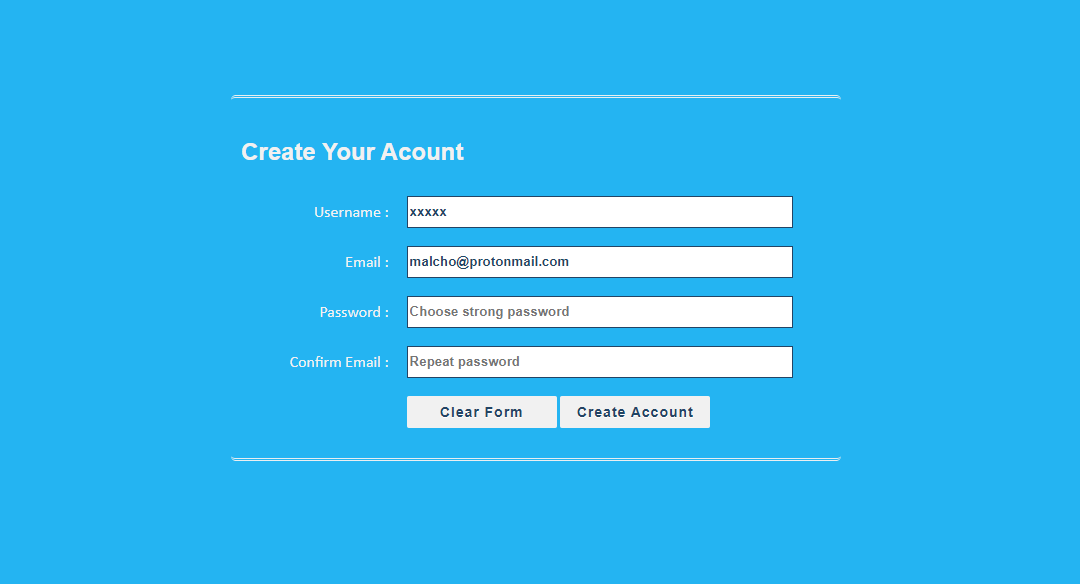 Create Your Acount
Username : xxxxx
Email : malcho@protonmail.com
Password : Choose strong password
Confirm Email : Repeat password
Clear Form Create Account